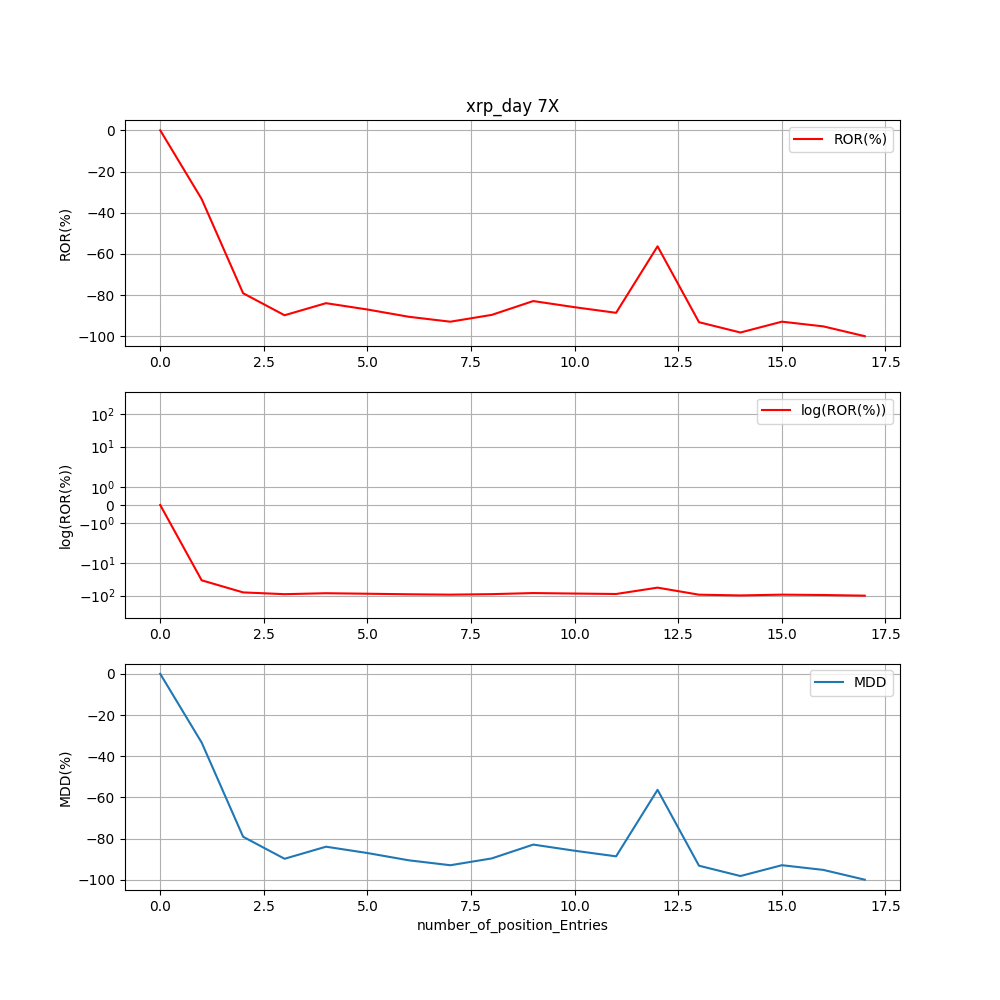 xrp_day 7X
ROR(%)
0
−20
−40
−60
−80
−100
ROR(%)
0.0 2.5 5.0 7.5 10.0 12.5 15.0 17.5
log(ROR(%))
10²
10¹
10⁰
0
−10⁰
−10¹
−10²
log(ROR(%))
0.0 2.5 5.0 7.5 10.0 12.5 15.0 17.5
MDD(%)
0
−20
−40
−60
−80
−100
MDD
0.0 2.5 5.0 7.5 10.0 12.5 15.0 17.5
number_of_position_Entries